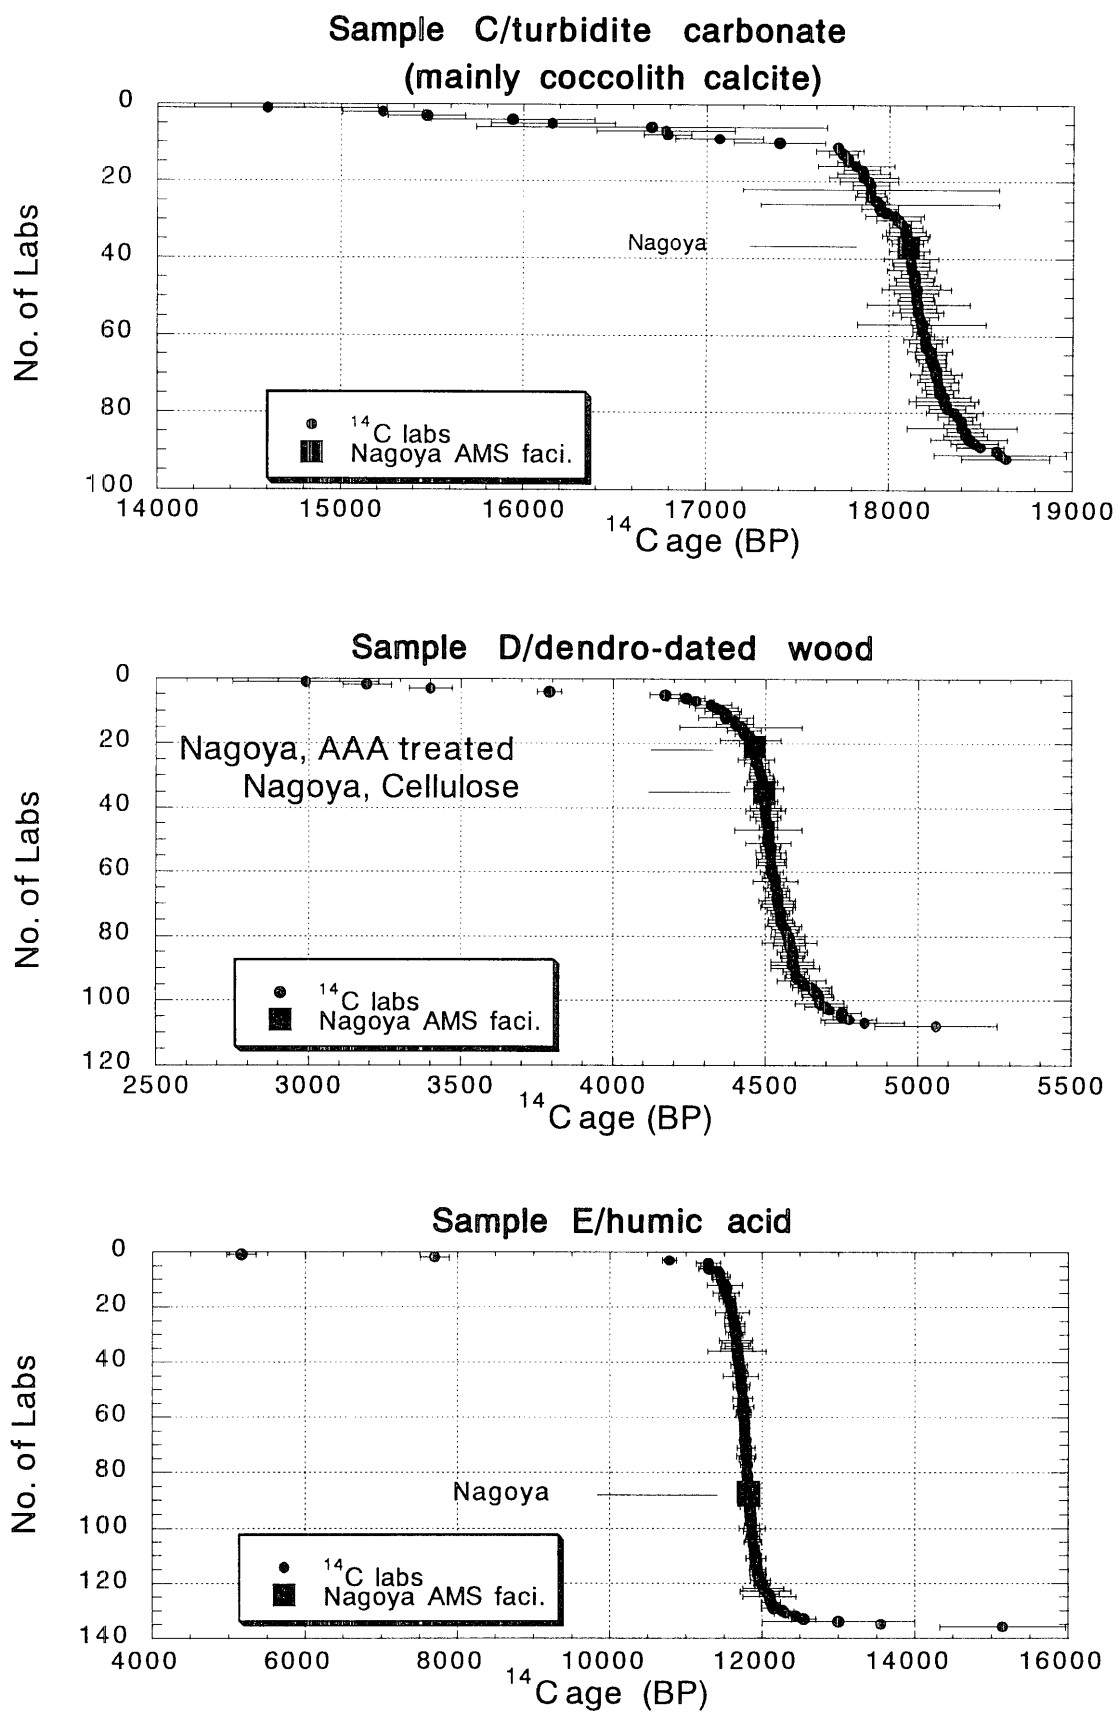 Sample C/turbidite carbonate
(mainly coccolith calcite)
No. of Labs
0
20
40
60
80
100
Nagoya
14C labs
Nagoya AMS faci.
14000 15000 16000 17000 18000 19000
14C age (BP)
Sample D/dendro-dated wood
No. of Labs
0
20
40
60
80
100
120
Nagoya, AAA treated
Nagoya, Cellulose
14C labs
Nagoya AMS faci.
2500 3000 3500 4000 4500 5000 5500
14C age (BP)
Sample E/humic acid
No. of Labs
0
20
40
60
80
100
120
140
Nagoya
14C labs
Nagoya AMS faci.
4000 6000 8000 10000 12000 14000 16000
14C age (BP)